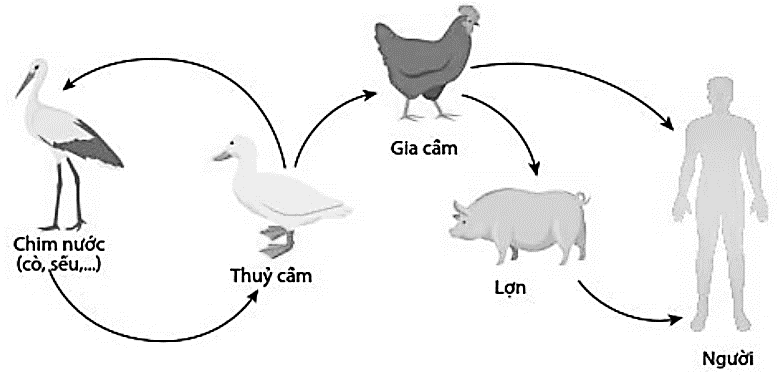 Gia cầm
Chim nước
(cò, sếu,...)
Thuỷ cầm
Lợn
Người